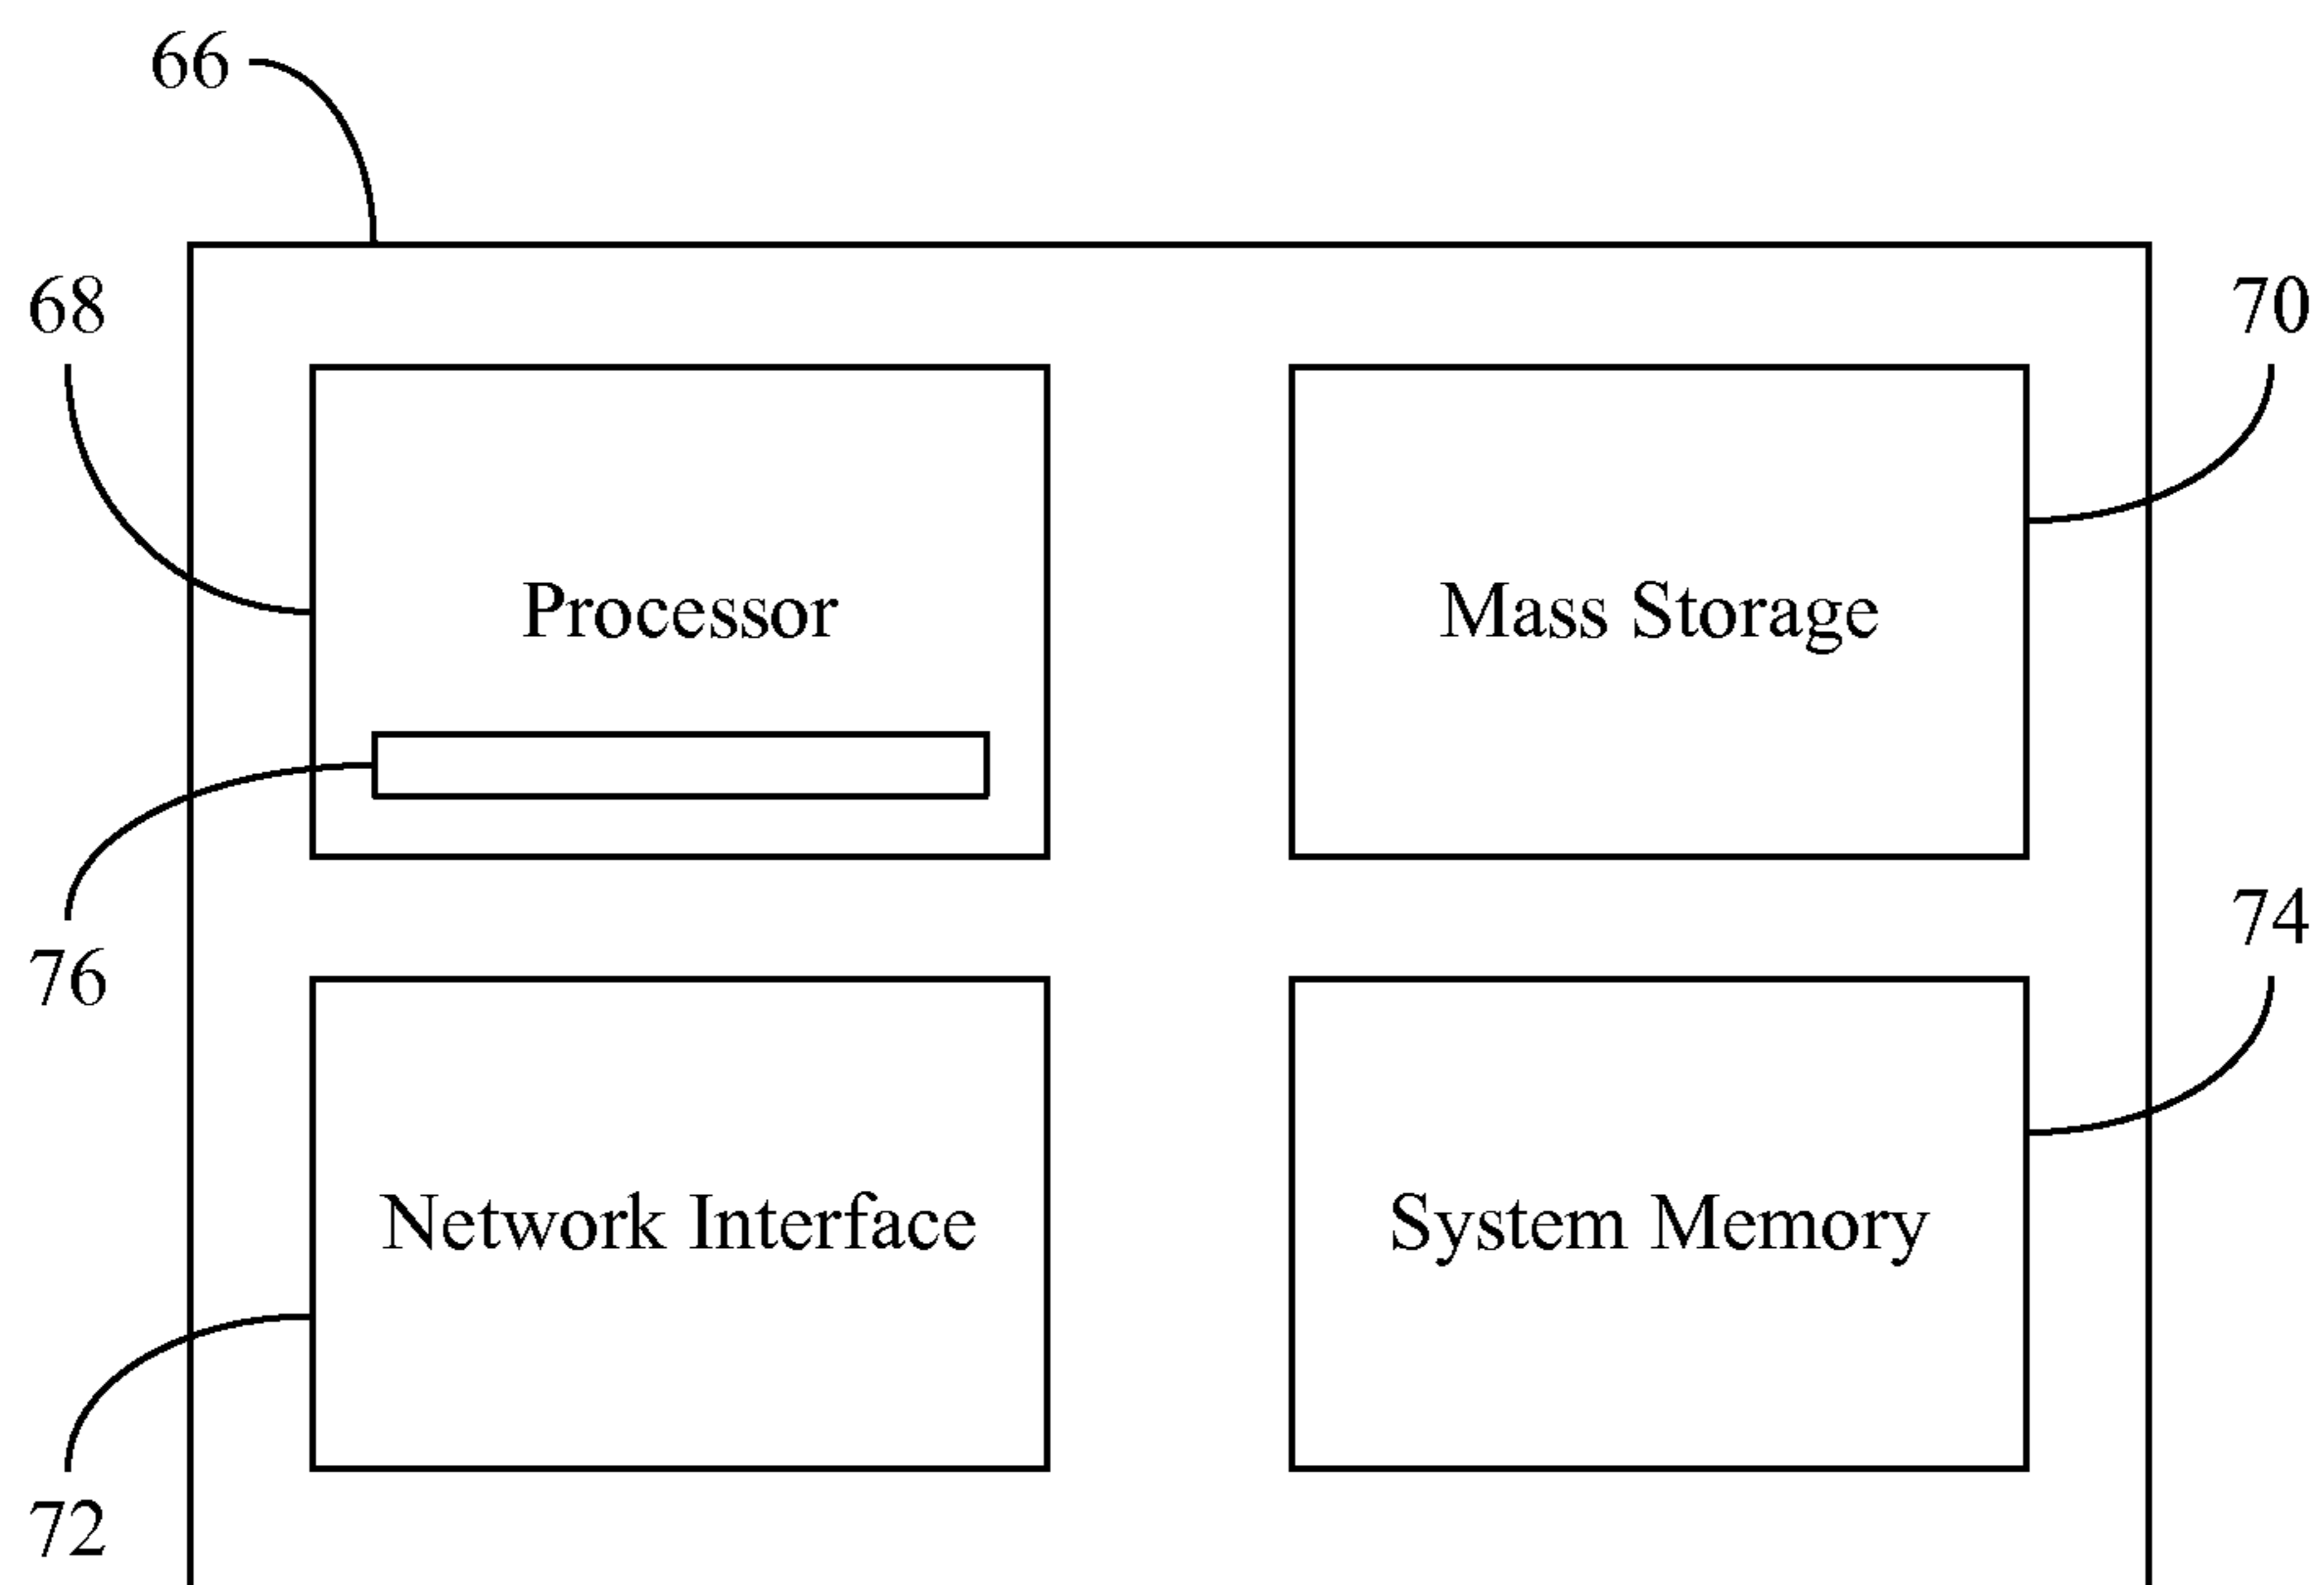 66
68
70
Processor
Mass Storage
76
74
Network Interface
System Memory
72